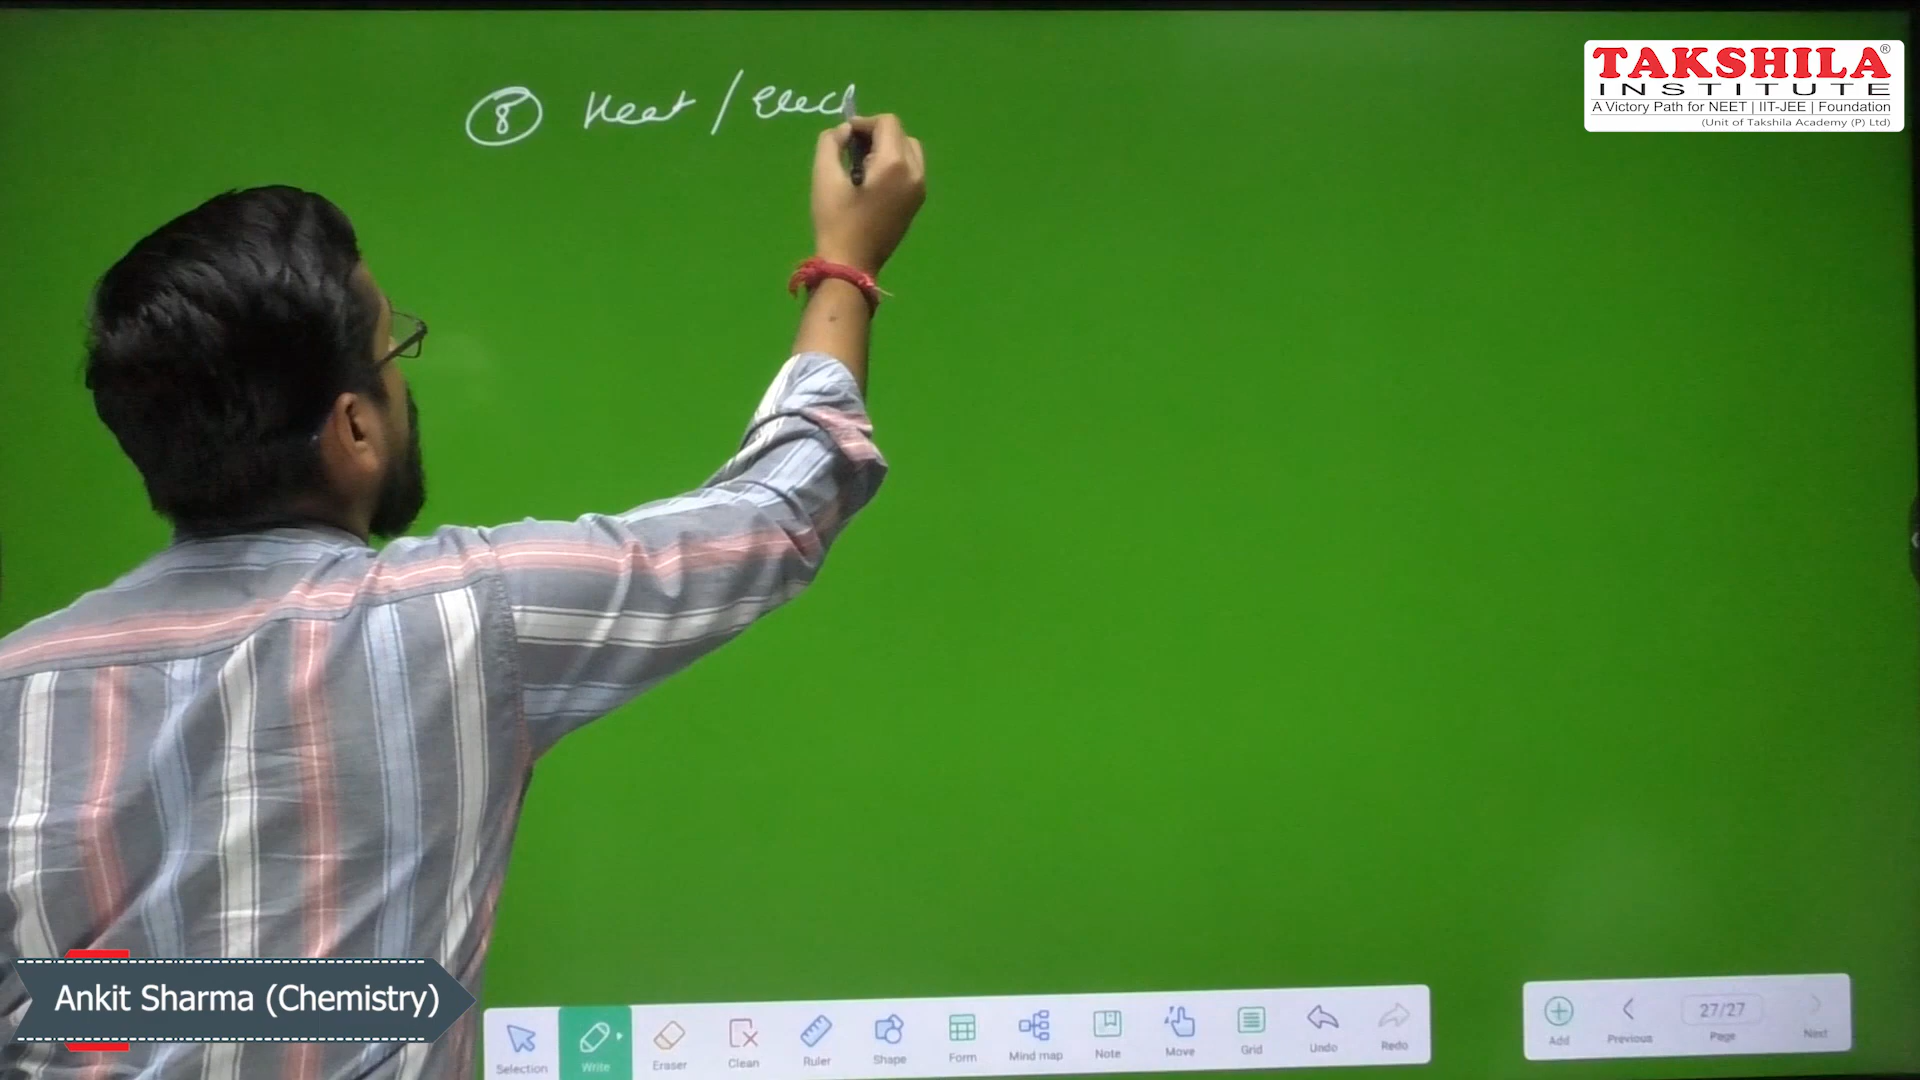 ⑧ Heat / Elect
TAKSHILA®
INSTITUTE
A Victory Path for NEET | IIT-JEE | Foundation
(Unit of Takshila Academy (P) Ltd)
Ankit Sharma (Chemistry)
Selection Write Eraser Clean Ruler Shape Form Mind map Note Move Grid Undo Redo
Add Previous 27/27 Page Next